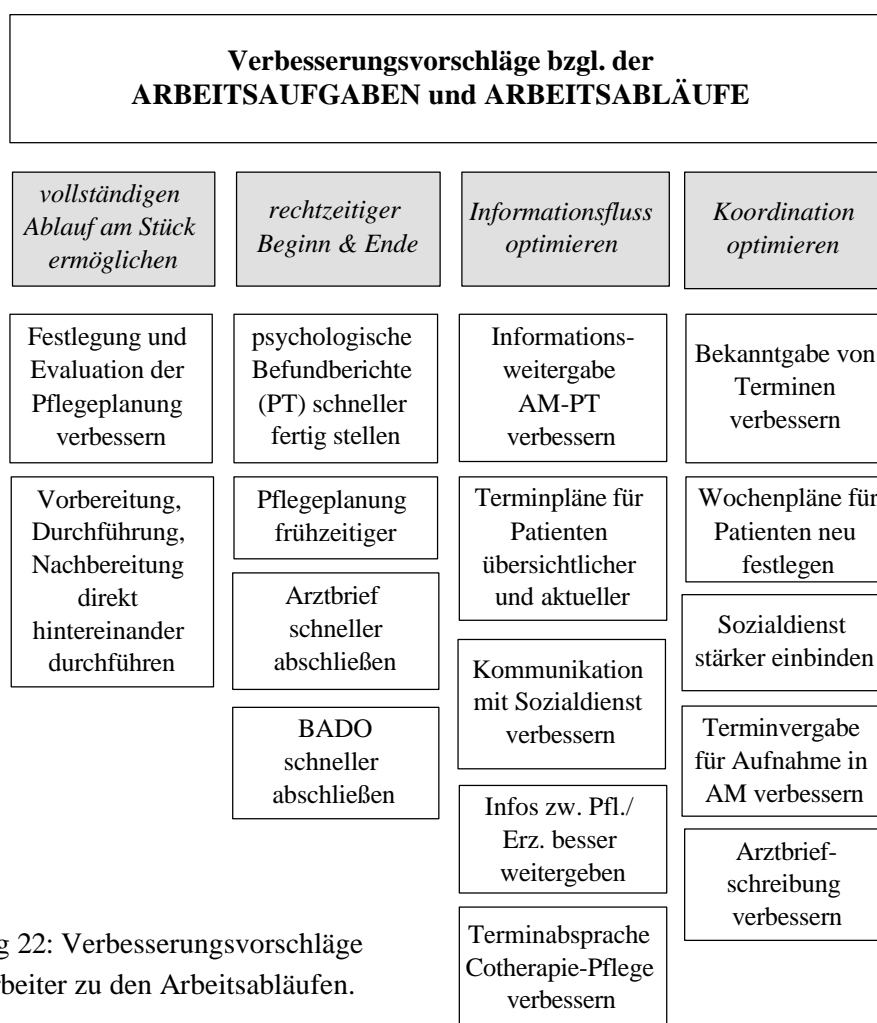 Verbesserungsvorschläge bzgl. der
ARBEITSAUFGABEN und ARBEITSABLÄUFE
vollständigen
Ablauf am Stück
ermöglichen
Festlegung und
Evaluation der
Pflegeplanung
verbessern
Vorbereitung,
Durchführung,
Nachbereitung
direkt
hintereinander
durchführen
rechtzeitiger
Beginn & Ende
psychologische
Befundberichte
(PT) schneller
fertig stellen
Pflegeplanung
frühzeitiger
Arztbrief
schneller
abschließen
BADO
schneller
abschließen
Informationsfluss
optimieren
Informations-
weitergabe
AM-PT
verbessern
Terminpläne für
Patienten
übersichtlicher
und aktueller
Kommunikation
mit Sozialdienst
verbessern
Infos zw. Pfl./
Erz. besser
weitergeben
Terminabsprache
Cotherapie-Pflege
verbessern
Koordination
optimieren
Bekanntgabe von
Terminen
verbessern
Wochenpläne für
Patienten neu
festlegen
Sozialdienst
stärker einbinden
Terminvergabe
für Aufnahme in
AM verbessern
Arztbrief-
schreibung
verbessern
g 22: Verbesserungsvorschläge
rbeiter zu den Arbeitsabläufen.